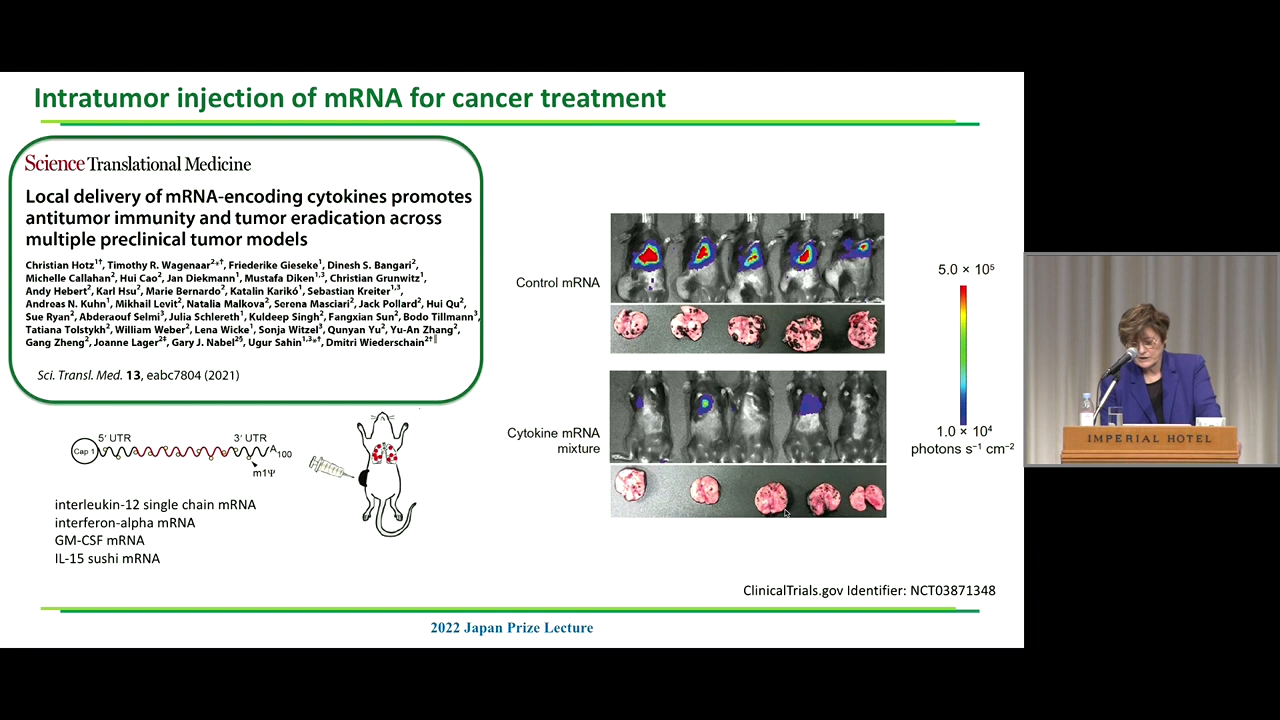 Intratumor injection of mRNA for cancer treatment
Science Translational Medicine
Local delivery of mRNA-encoding cytokines promotes
antitumor immunity and tumor eradication across
multiple preclinical tumor models
Christian Hotz¹†, Timothy R. Wagenaar²*†, Friederike Gieseke¹, Dinesh S. Bangari²,
Michelle Callahan², Hui Cao², Jan Diekmann¹, Mustafa Diken¹,³, Christian Grunwitz¹,
Andy Hebert², Karl Hsu², Marie Bernardo², Katalin Karikó¹, Sebastian Kreiter¹,³,
Andreas N. Kuhn¹, Mikhail Levit², Natalia Malkova², Serena Masciari², Jack Pollard², Hui Qu²,
Sue Ryan², Abderaouf Selmi³, Julia Schlereth¹, Kuldeep Singh², Fangxian Sun², Bodo Tillmann³,
Tatiana Tolstykh², William Weber², Lena Wicke¹, Sonja Witzel³, Qunyan Yu², Yu-An Zhang²,
Gang Zheng², Joanne Lager²‡, Gary J. Nabel²§, Ugur Sahin¹,³*†, Dmitri Wiederschain²†||
Sci. Transl. Med. 13, eabc7804 (2021)
Cap 1
5′ UTR
3′ UTR
A100
m1Ψ
interleukin-12 single chain mRNA
interferon-alpha mRNA
GM-CSF mRNA
IL-15 sushi mRNA
Control mRNA
Cytokine mRNA
mixture
5.0 × 10⁵
1.0 × 10⁴
photons s⁻¹ cm⁻²
ClinicalTrials.gov Identifier: NCT03871348
2022 Japan Prize Lecture
IMPERIAL HOTEL